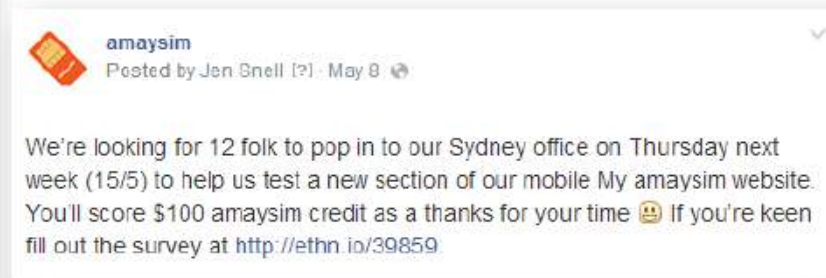 amaysim
Posted by Jen Snell [?] · May 8
We're looking for 12 folk to pop in to our Sydney office on Thursday next
week (15/5) to help us test a new section of our mobile My amaysim website.
You'll score $100 amaysim credit as a thanks for your time 😃 If you're keen
fill out the survey at http://ethn.io/39859